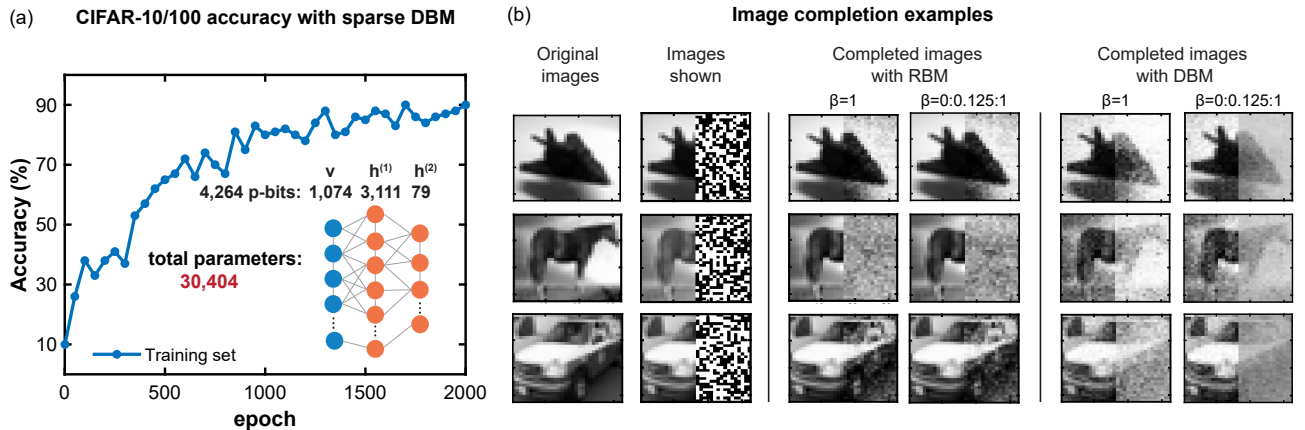 (a) CIFAR-10/100 accuracy with sparse DBM
90
70
50
30
10
Accuracy (%)
v h⁽¹⁾ h⁽²⁾
4,264 p-bits: 1,074 3,111 79
total parameters:
30,404
Training set
0 500 1000 1500 2000
epoch
(b) Image completion examples
Original
images
Images
shown
Completed images
with RBM
β=1 β=0:0.125:1
Completed images
with DBM
β=1 β=0:0.125:1